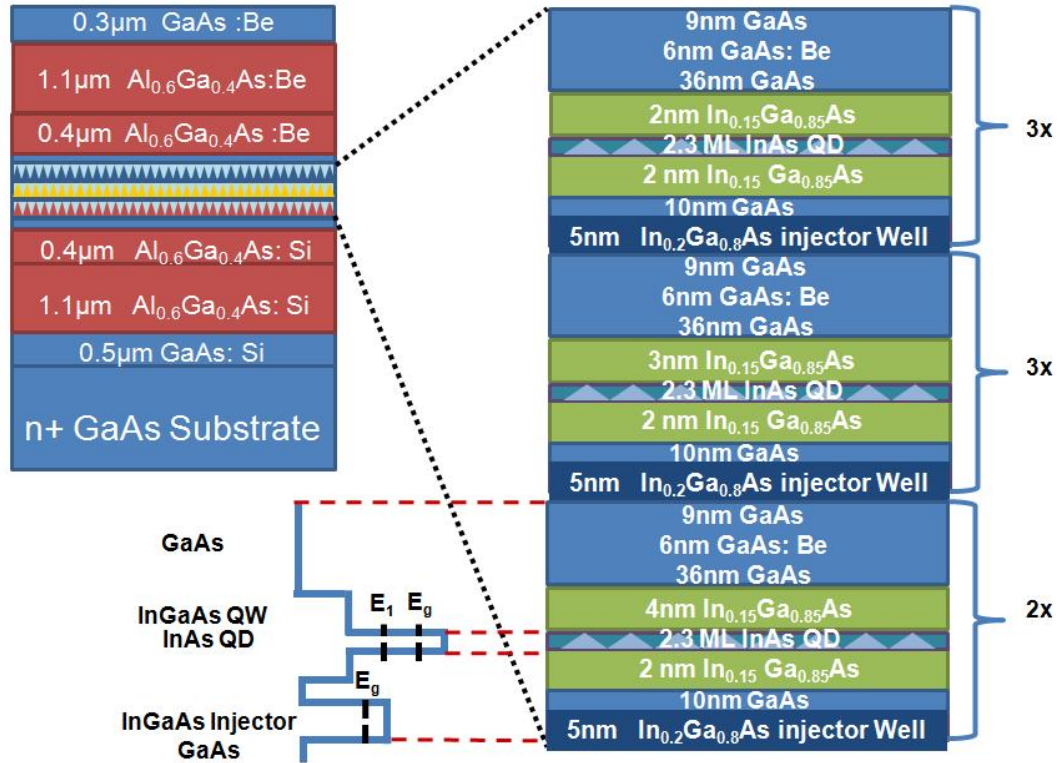 0.3μm GaAs :Be
1.1μm Al0.6Ga0.4As:Be
0.4μm Al0.6Ga0.4As :Be
0.4μm Al0.6Ga0.4As: Si
1.1μm Al0.6Ga0.4As: Si
0.5μm GaAs: Si
n+ GaAs Substrate
GaAs
InGaAs QW
InAs QD
E1 Eg
Eg
InGaAs Injector
GaAs
9nm GaAs
6nm GaAs: Be
36nm GaAs
2nm In0.15Ga0.85As
2.3 ML InAs QD
2 nm In0.15 Ga0.85As
10nm GaAs
5nm In0.2Ga0.8As injector Well
3x
9nm GaAs
6nm GaAs: Be
36nm GaAs
3nm In0.15Ga0.85As
2.3 ML InAs QD
2 nm In0.15 Ga0.85As
10nm GaAs
5nm In0.2Ga0.8As injector Well
3x
9nm GaAs
6nm GaAs: Be
36nm GaAs
4nm In0.15Ga0.85As
2.3 ML InAs QD
2 nm In0.15 Ga0.85As
10nm GaAs
5nm In0.2Ga0.8As injector Well
2x